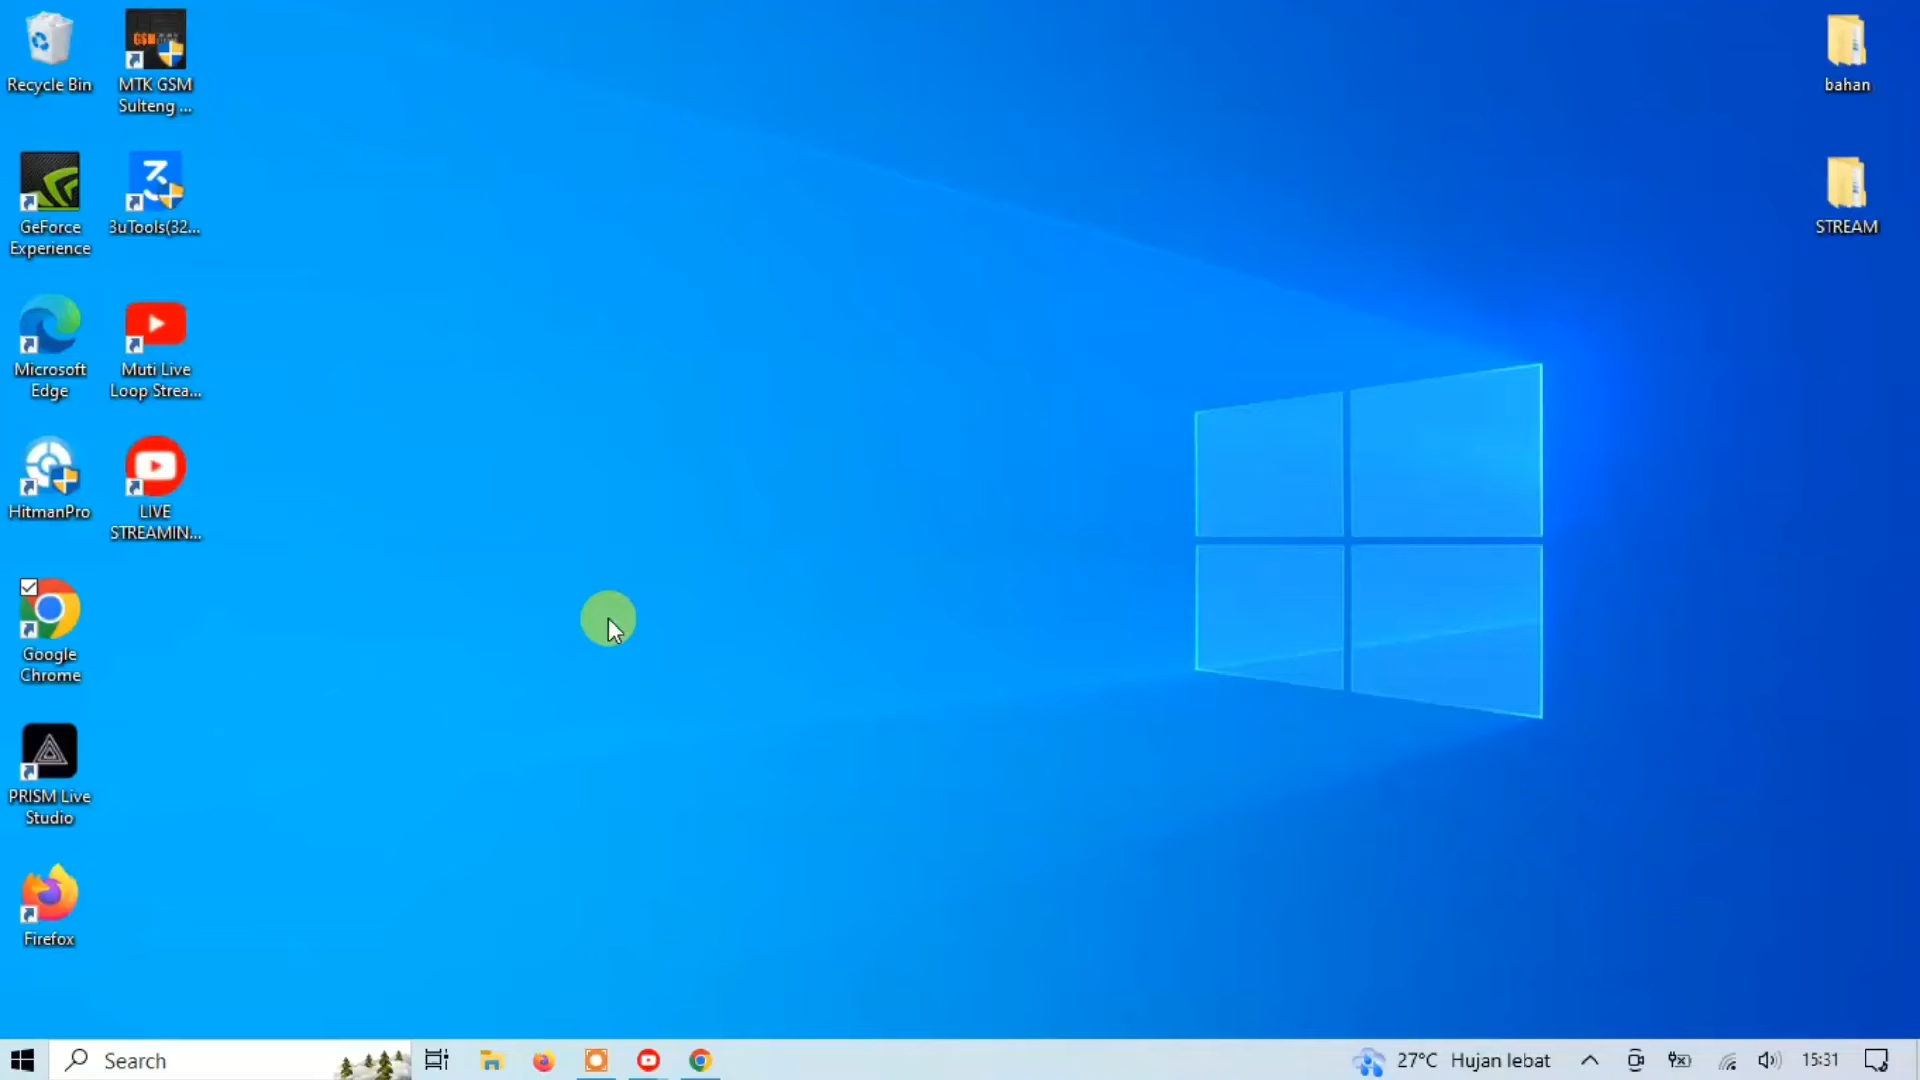 Recycle Bin
MTK GSM
Sulteng ...
GeForce
Experience
3uTools(32...
Microsoft
Edge
Muti Live
Loop Strea...
HitmanPro
LIVE
STREAMIN...
Google
Chrome
PRISM Live
Studio
Firefox
bahan
STREAM
Search
27°C Hujan lebat
15:31